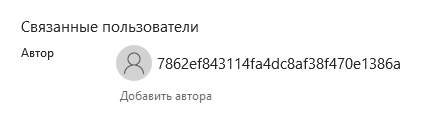 Связанные пользователи
Автор
7862ef843114fa4dc8af38f470e1386a
Добавить автора